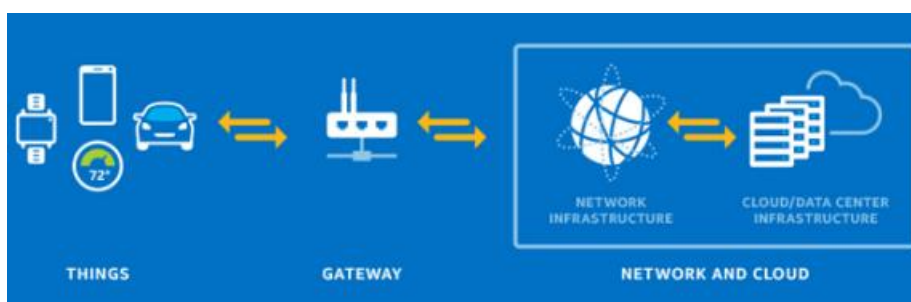 72°
NETWORK
INFRASTRUCTURE
CLOUD/DATA CENTER
INFRASTRUCTURE
THINGS
GATEWAY
NETWORK AND CLOUD